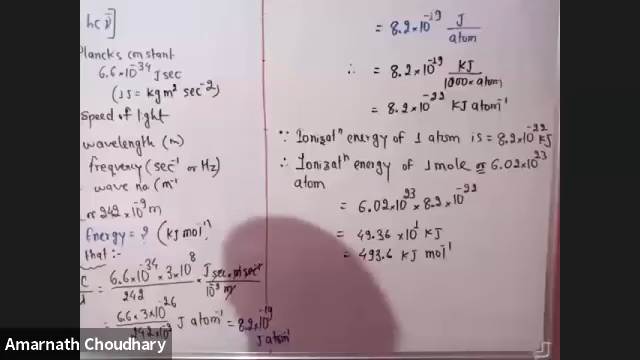 hcν̄]
Plancks constant
6.6×10⁻³⁴ J sec
(1J = kgm² sec⁻²)
Speed of light
wavelength (m)
frequency (sec⁻¹ or Hz)
wave no (m⁻¹
or 242 × 10⁻⁹ m
Energy = ? (KJ mol⁻¹)
that :-
= 6.6×10⁻³⁴ × 3×10⁸ / 242 × J sec × m sec⁻¹ / 10⁻⁹ m
= 6.6 × 3×10⁻²⁶ / 242 × 10⁻⁹ J atom⁻¹ = 8.2×10⁻¹⁹ J atom⁻¹
= 8.2×10⁻¹⁹ J / atom
∴ = 8.2×10⁻¹⁹ KJ / 1000 × atom
= 8.2×10⁻²² KJ atom⁻¹
∵ Ionizatⁿ energy of 1 atom is = 8.2×10⁻²² KJ
∴ Ionizatⁿ energy of 1 mole or 6.02×10²³
atom
= 6.02×10²³ × 8.2×10⁻²²
= 49.36 × 10¹ KJ
= 493.6 KJ mol⁻¹
Amarnath Choudhary